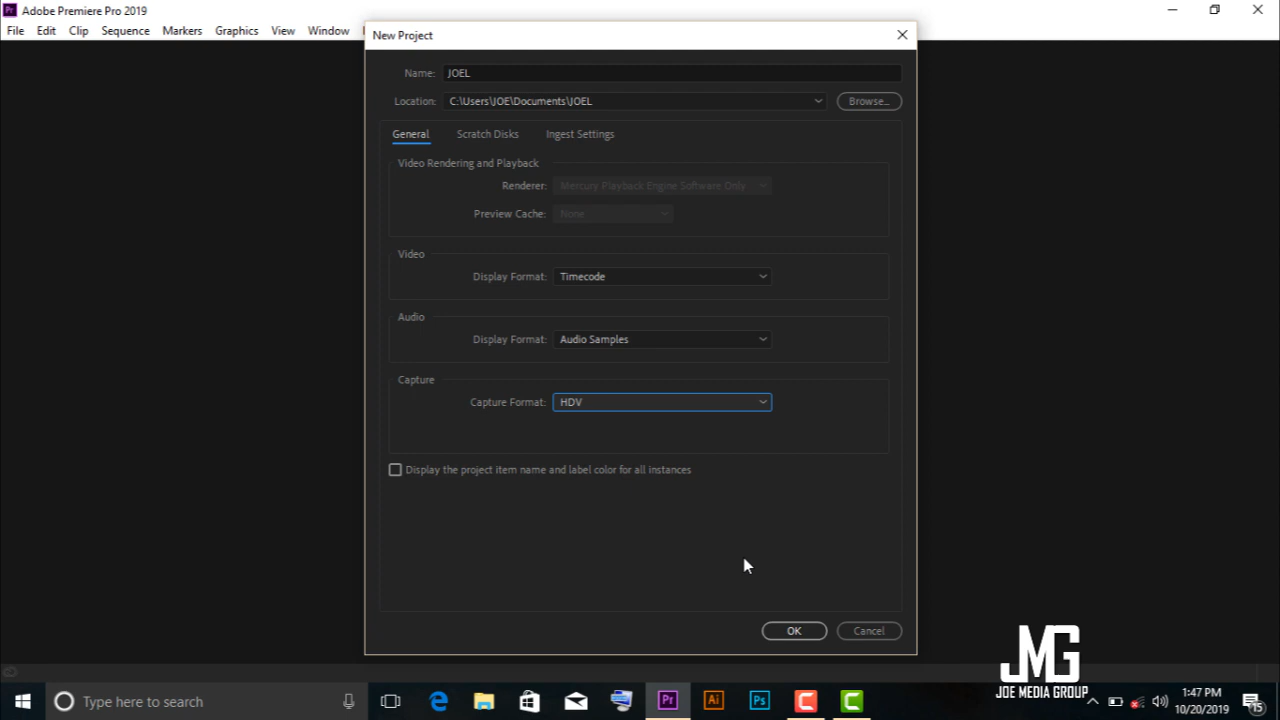 Adobe Premiere Pro 2019
File Edit Clip Sequence Markers Graphics View Window
New Project
Name: JOEL
Location: C:\Users\JOE\Documents\JOEL Browse...
General Scratch Disks Ingest Settings
Video Rendering and Playback
Renderer: Mercury Playback Engine Software Only
Preview Cache: None
Video
Display Format: Timecode
Audio
Display Format: Audio Samples
Capture
Capture Format: HDV
Display the project item name and label color for all instances
OK Cancel
JMG
JOE MEDIA GROUP
Type here to search
Pr Ai Ps
1:47 PM
10/20/2019
15